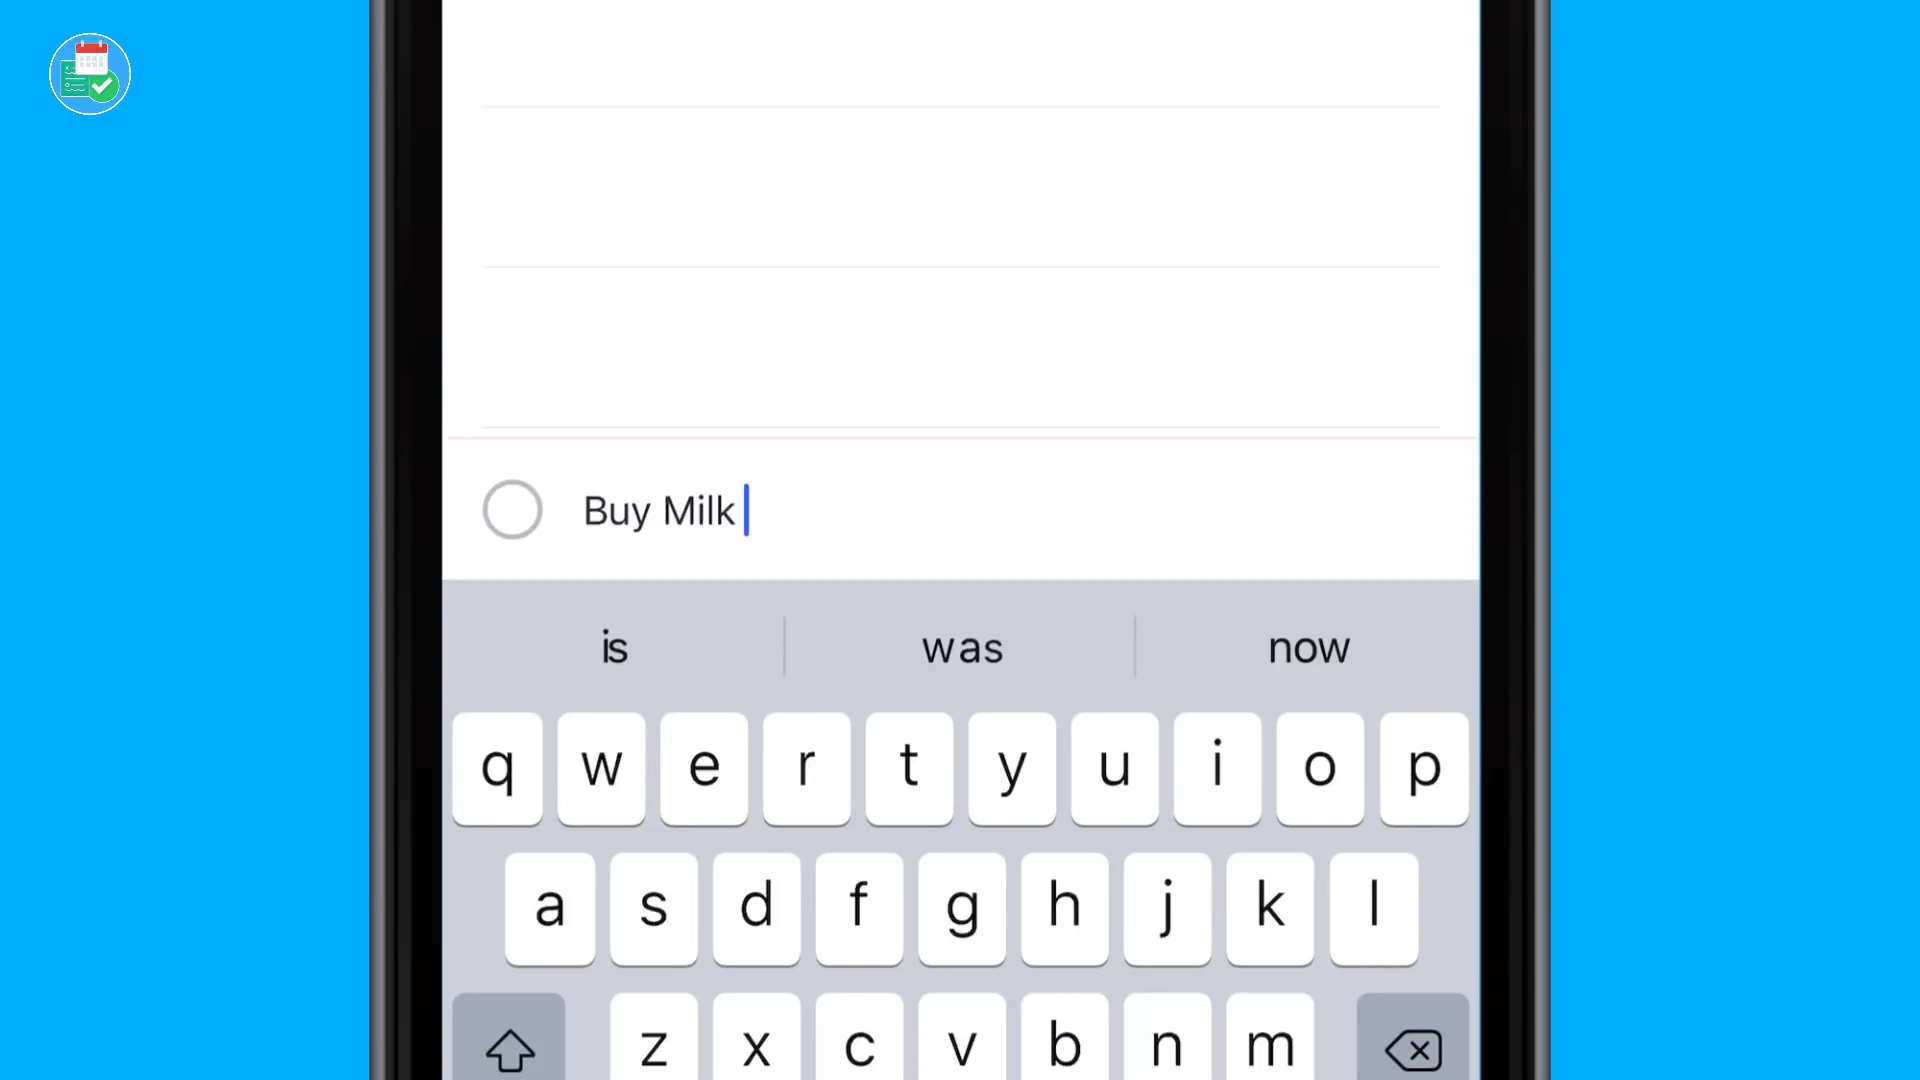 Buy Milk
is was now
q w e r t y u i o p
a s d f g h j k l
z x c v b n m